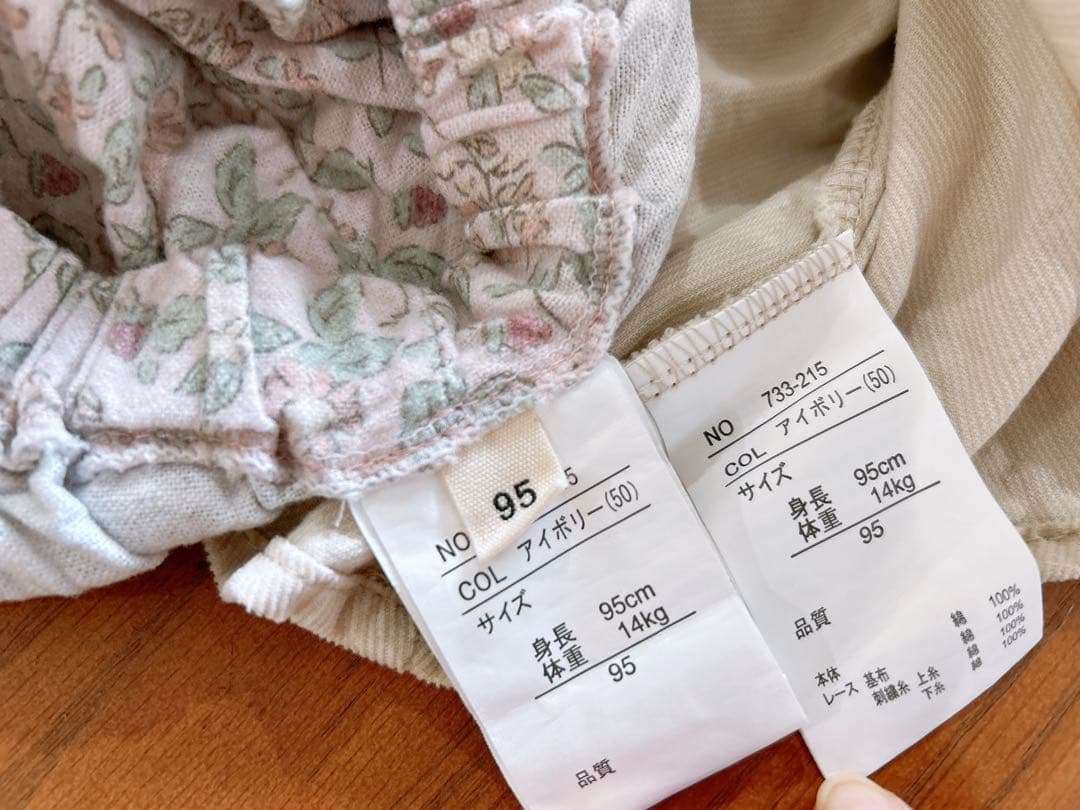 95
5
NO
COL アイボリー(50)
サイズ
身長 95cm
体重 14kg
95
品質
NO 733-215
COL アイボリー(50)
サイズ
身長 95cm
体重 14kg
95
品質
本体 綿 100%
レース 基布 綿 100%
刺繍糸 上糸 綿 100%
下糸 綿 100%